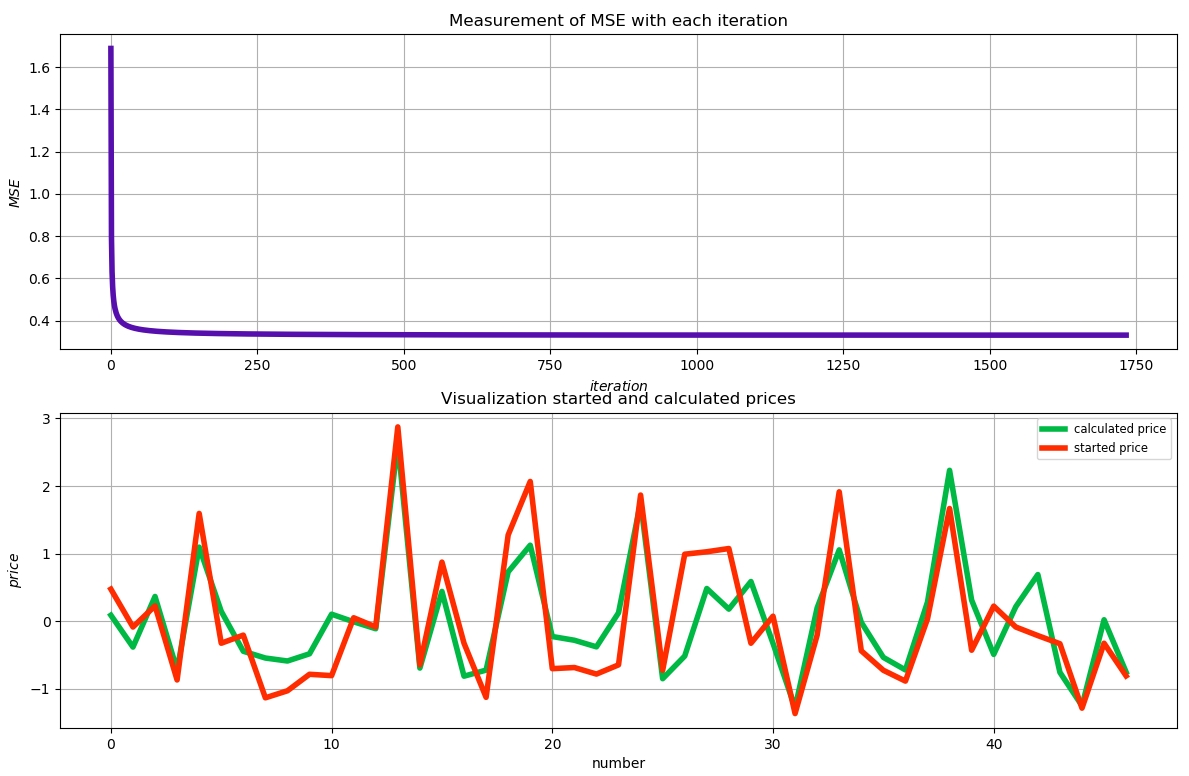 Measurement of MSE with each iteration
1.6
1.4
1.2
1.0
0.8
0.6
0.4
MSE
0 250 500 750 1000 1250 1500 1750
iteration
Visualization started and calculated prices
3
2
1
0
−1
price
calculated price
started price
0 10 20 30 40
number